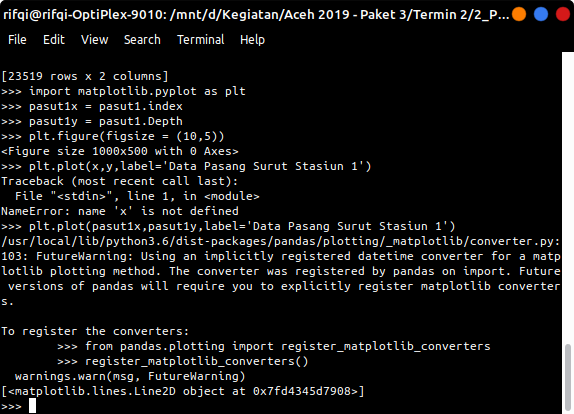 rifqi@rifqi-OptiPlex-9010: /mnt/d/Kegiatan/Aceh 2019 - Paket 3/Termin 2/2_P...
File Edit View Search Terminal Help
[23519 rows x 2 columns]
>>> import matplotlib.pyplot as plt
>>> pasut1x = pasut1.index
>>> pasut1y = pasut1.Depth
>>> plt.figure(figsize = (10,5))
<Figure size 1000x500 with 0 Axes>
>>> plt.plot(x,y,label='Data Pasang Surut Stasiun 1')
Traceback (most recent call last):
  File "<stdin>", line 1, in <module>
NameError: name 'x' is not defined
>>> plt.plot(pasut1x,pasut1y,label='Data Pasang Surut Stasiun 1')
/usr/local/lib/python3.6/dist-packages/pandas/plotting/_matplotlib/converter.py:
103: FutureWarning: Using an implicitly registered datetime converter for a matp
lotlib plotting method. The converter was registered by pandas on import. Future
 versions of pandas will require you to explicitly register matplotlib converter
s.
To register the converters:
        >>> from pandas.plotting import register_matplotlib_converters
        >>> register_matplotlib_converters()
  warnings.warn(msg, FutureWarning)
[<matplotlib.lines.Line2D object at 0x7fd4345d7908>]
>>>